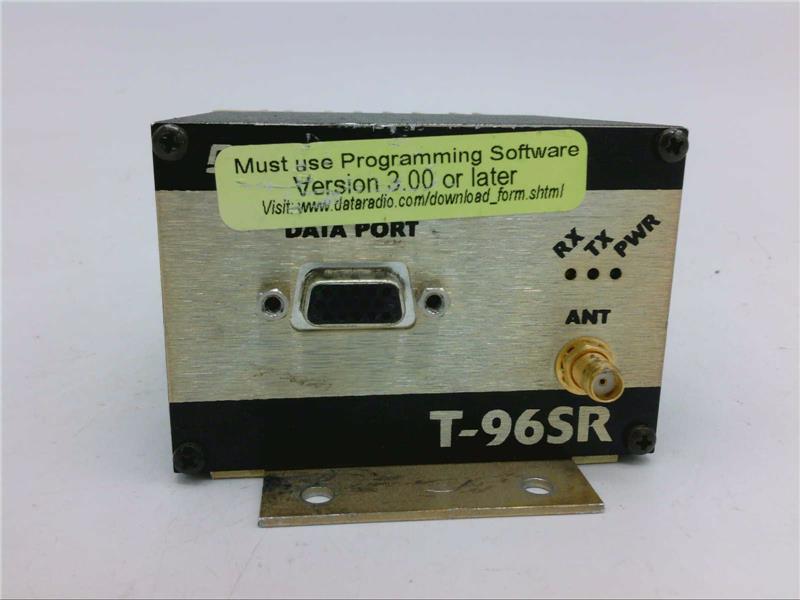 Must use Programming Software
Version 3.00 or later
Visit: www.dataradio.com/download_form.shtml
DATA PORT
RX TX PWR
ANT
T-96SR